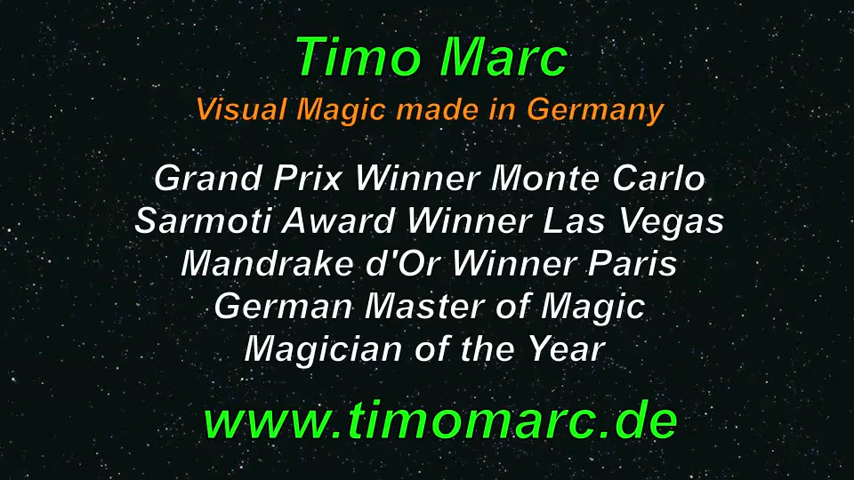 Timo Marc
Visual Magic made in Germany
Grand Prix Winner Monte Carlo
Sarmoti Award Winner Las Vegas
Mandrake d'Or Winner Paris
German Master of Magic
Magician of the Year
www.timomarc.de